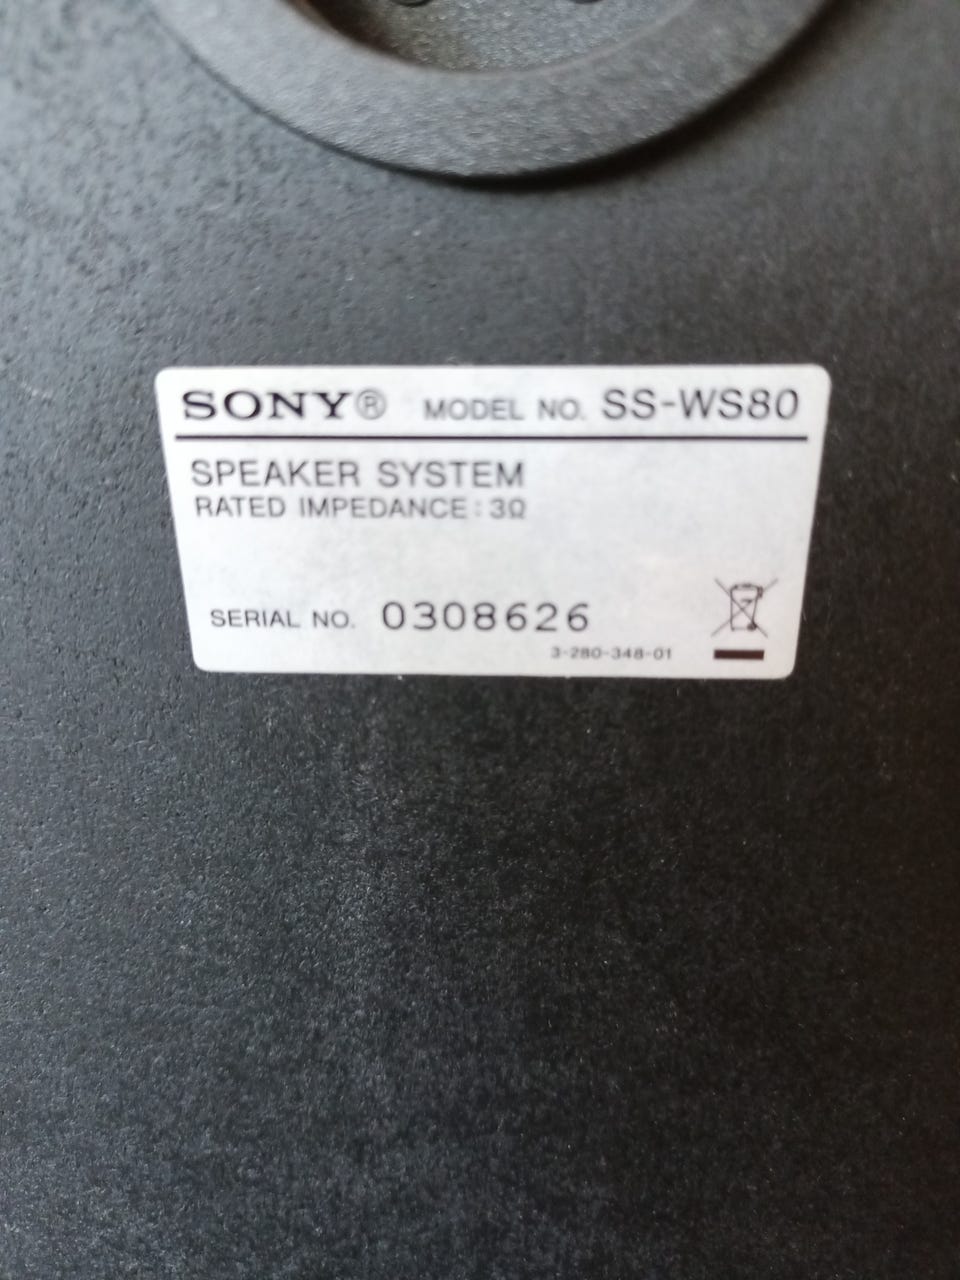 SONY® MODEL NO. SS-WS80
SPEAKER SYSTEM
RATED IMPEDANCE : 3Ω
SERIAL NO. 0308626
3-280-348-01